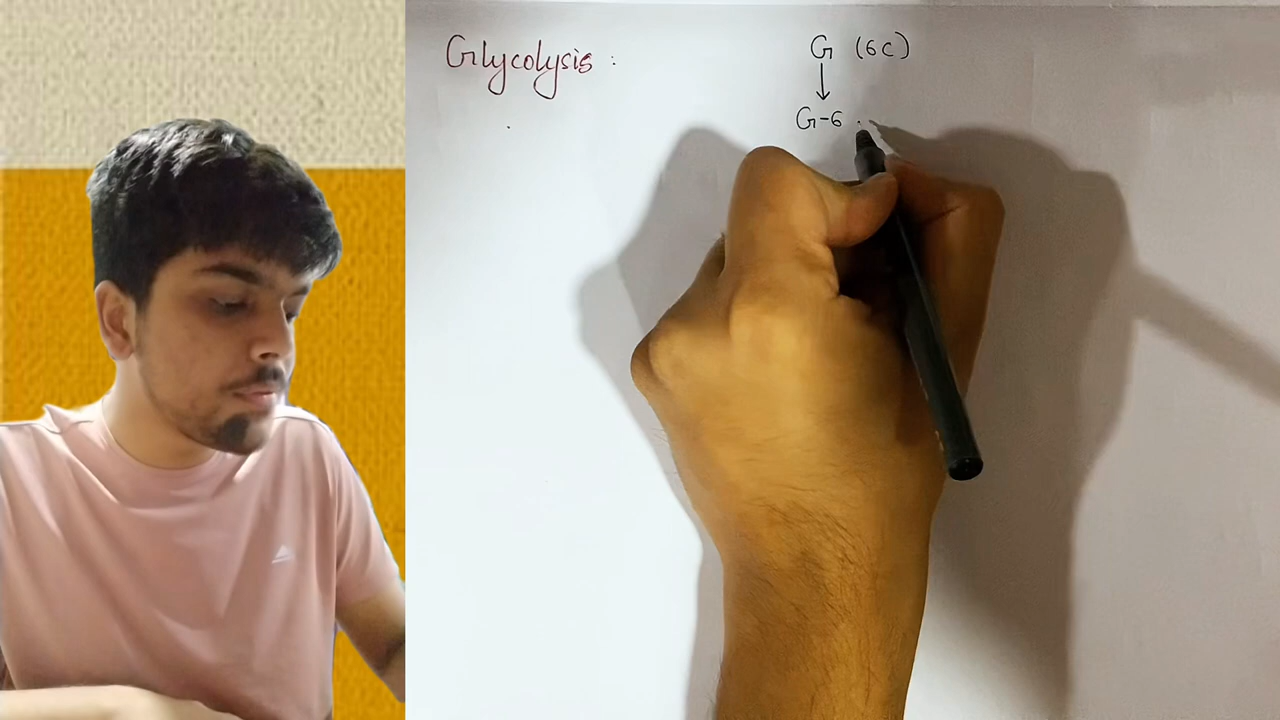 Glycolysis :
G (6C)
↓
G-6